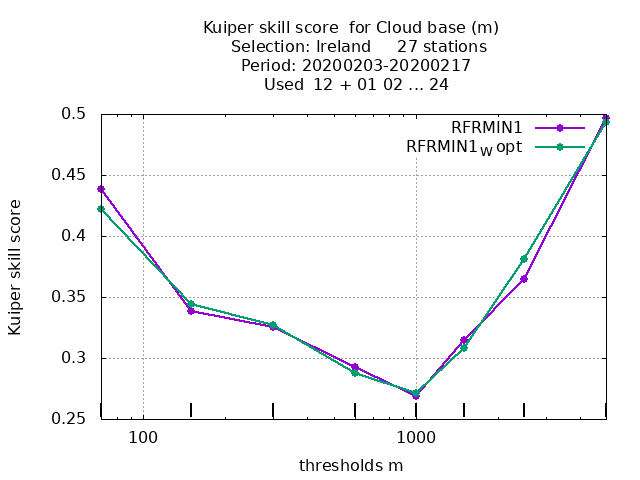 Kuiper skill score  for Cloud base (m)
Selection: Ireland     27 stations
Period: 20200203-20200217
Used  12 + 01 02 ... 24
RFRMIN1
RFRMIN1W opt
Kuiper skill score
0.5
0.45
0.4
0.35
0.3
0.25
100
1000
thresholds m